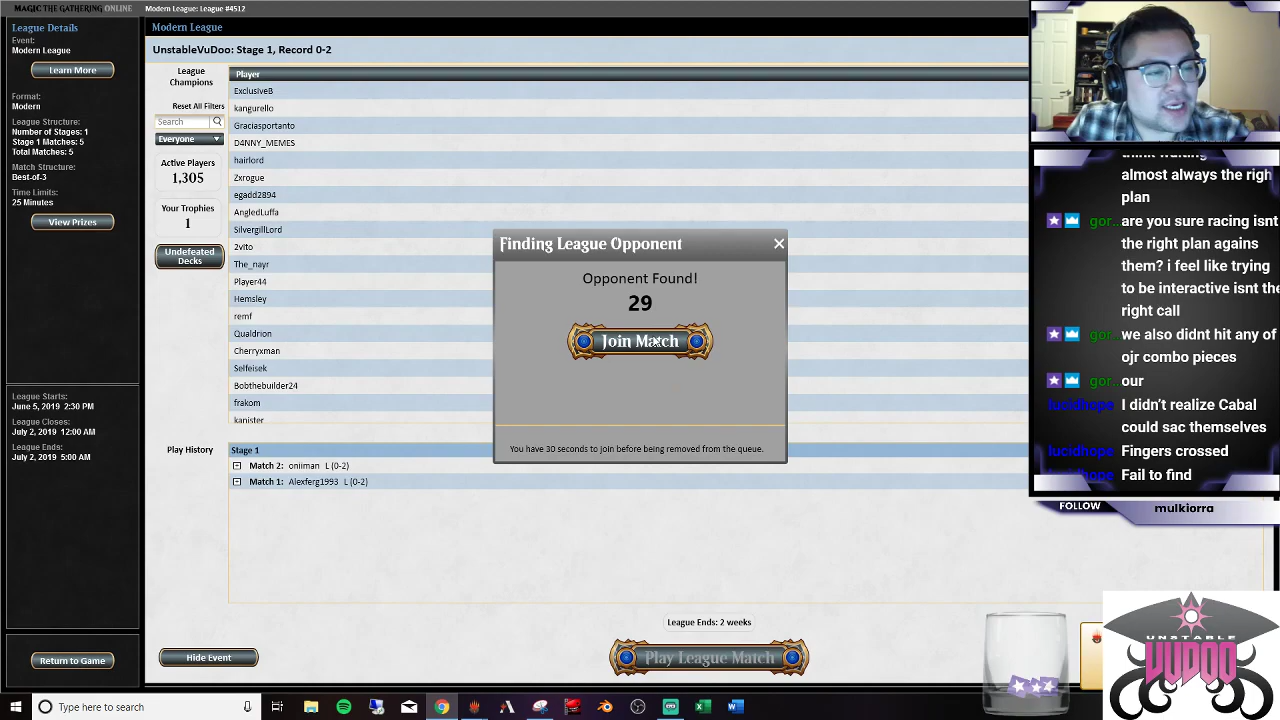 MAGIC THE GATHERING ONLINE
Modern League: League #4512
League Details
Event:
Modern League
Learn More
Format:
Modern
League Structure:
Number of Stages: 1
Stage 1 Matches: 5
Total Matches: 5
Match Structure:
Best-of-3
Time Limits:
25 Minutes
View Prizes
League Starts:
June 5, 2019 2:30 PM
League Closes:
July 2, 2019 12:00 AM
League Ends:
July 2, 2019 5:00 AM
Return to Game
Modern League
UnstableVuDoo: Stage 1, Record 0-2
League
Champions
Reset All Filters
Search
Everyone
Active Players
1,305
Your Trophies
1
Undefeated
Decks
Player
ExclusiveB
kangurello
Graciasportanto
D4NNY_MEMES
hairlord
Zxrogue
egadd2894
AngledLuffa
SilvergillLord
2vito
The_nayr
Player44
Hemsley
remf
Qualdrion
Cherryxman
Selfeisek
Bobthebuilder24
frakom
kanister
Finding League Opponent
Opponent Found!
29
Join Match
You have 30 seconds to join before being removed from the queue.
Play History
Stage 1
Match 2: oniiman L (0-2)
Match 1: Alexferg1993 L (0-2)
League Ends: 2 weeks
Hide Event
Play League Match
think waiting
almost always the righ
plan
gor... are you sure racing isnt
the right plan agains
them? i feel like trying
to be interactive isnt the
right call
gor... we also didnt hit any of
ojr combo pieces
gor... our
lucidhope I didn't realize Cabal
could sac themselves
lucidhope Fingers crossed
lucidhope Fail to find
FOLLOW
mulkiorra
UNSTABLE
VUDOO
Type here to search